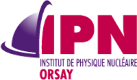 IPN
INSTITUT DE PHYSIQUE NUCLÉAIRE
ORSAY